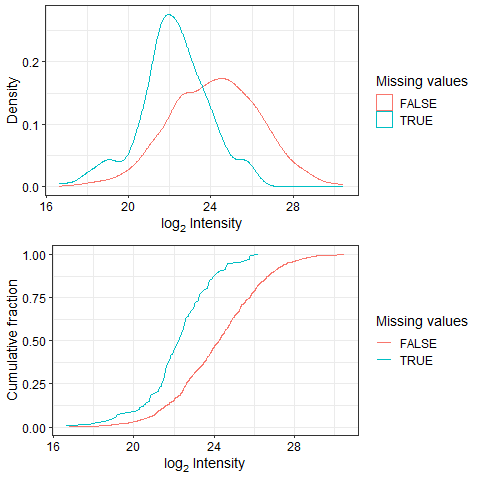 Density
0.2
0.1
0.0
16
20
24
28
log2 Intensity
Missing values
FALSE
TRUE
Cumulative fraction
1.00
0.75
0.50
0.25
0.00
16
20
24
28
log2 Intensity
Missing values
FALSE
TRUE